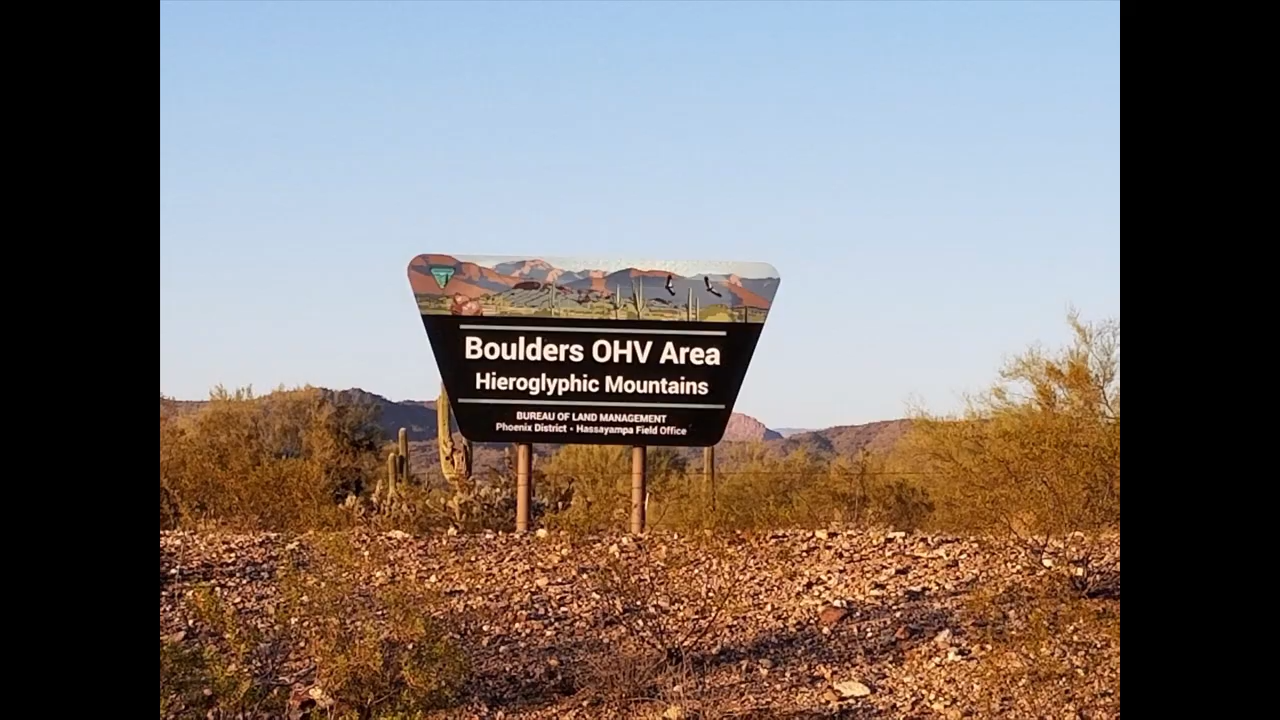 Boulders OHV Area
Hieroglyphic Mountains
BUREAU OF LAND MANAGEMENT
Phoenix District • Hassayampa Field Office